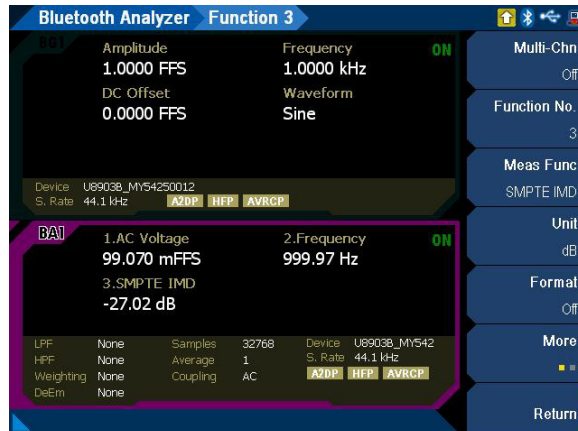 Bluetooth Analyzer Function 3
BG1 Amplitude Frequency ON
1.0000 FFS 1.0000 kHz
DC Offset Waveform
0.0000 FFS Sine
Device U8903B_MY54250012
S. Rate 44.1 kHz A2DP HFP AVRCP
BA1 1.AC Voltage 2.Frequency ON
99.070 mFFS 999.97 Hz
3.SMPTE IMD
-27.02 dB
LPF None Samples 32768 Device U8903B_MY542
HPF None Average 1 S. Rate 44.1 kHz
Weighting None Coupling AC A2DP HFP AVRCP
DeEm None
Multi-Chn
Off
Function No.
3
Meas Func
SMPTE IMD
Unit
dB
Format
Off
More
Return